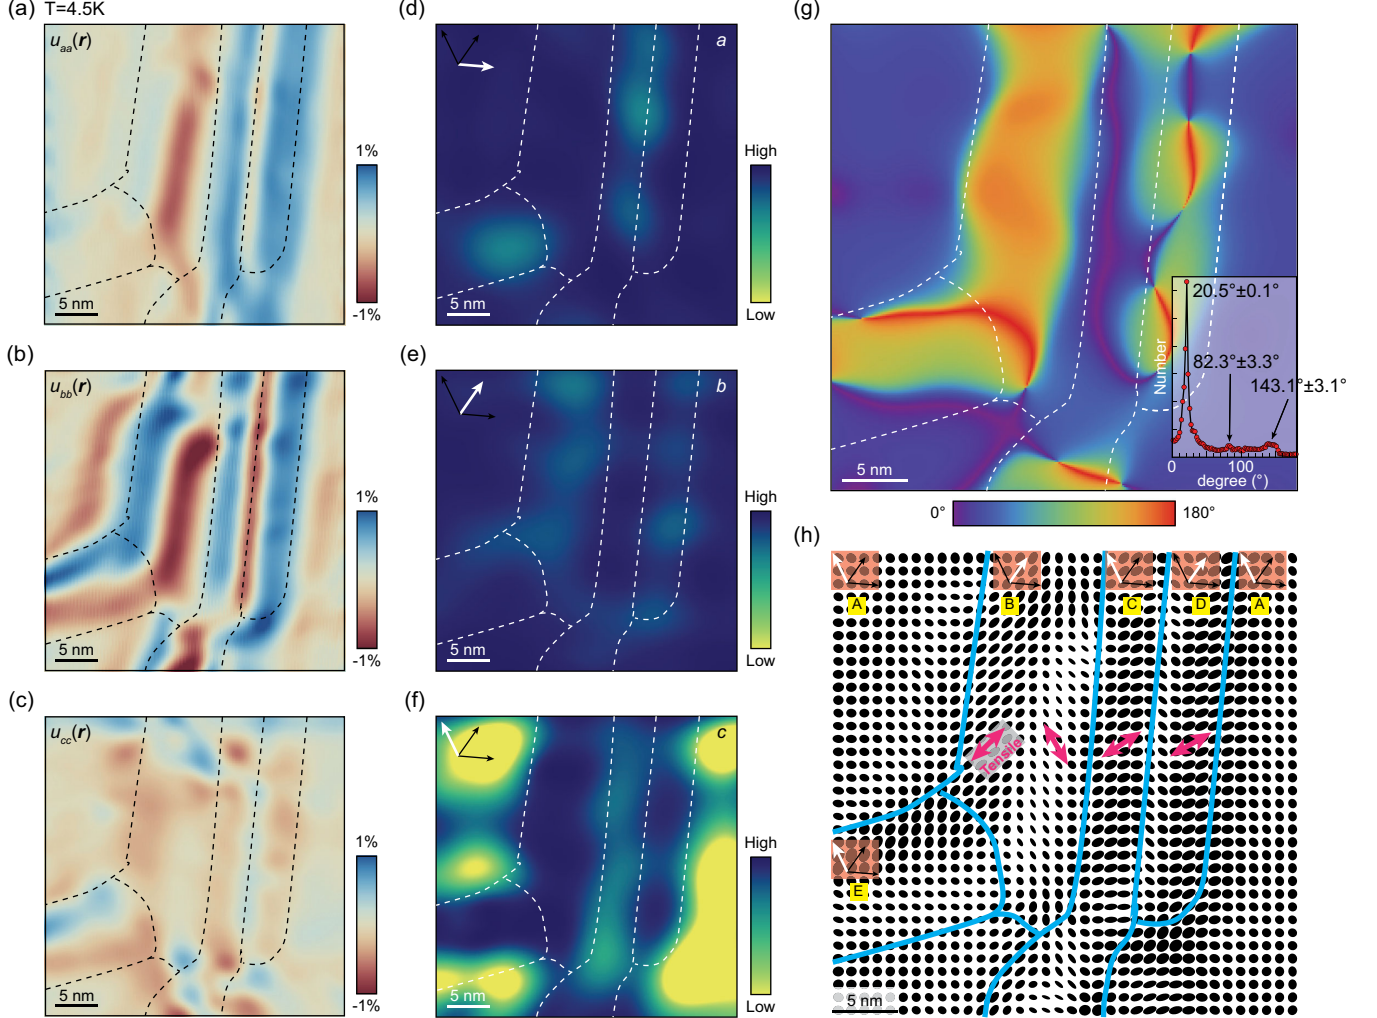 (a) T=4.5K
u_aa(r)
5 nm
1%
-1%
(b)
u_bb(r)
5 nm
1%
-1%
(c)
u_cc(r)
5 nm
1%
-1%
(d)
a
5 nm
High
Low
(e)
b
5 nm
High
Low
(f)
c
5 nm
High
Low
(g)
5 nm
20.5°±0.1°
82.3°±3.3°
143.1°±3.1°
Number
0 100
degree (°)
0° 180°
(h)
A B C D A
Tensile
E
5 nm